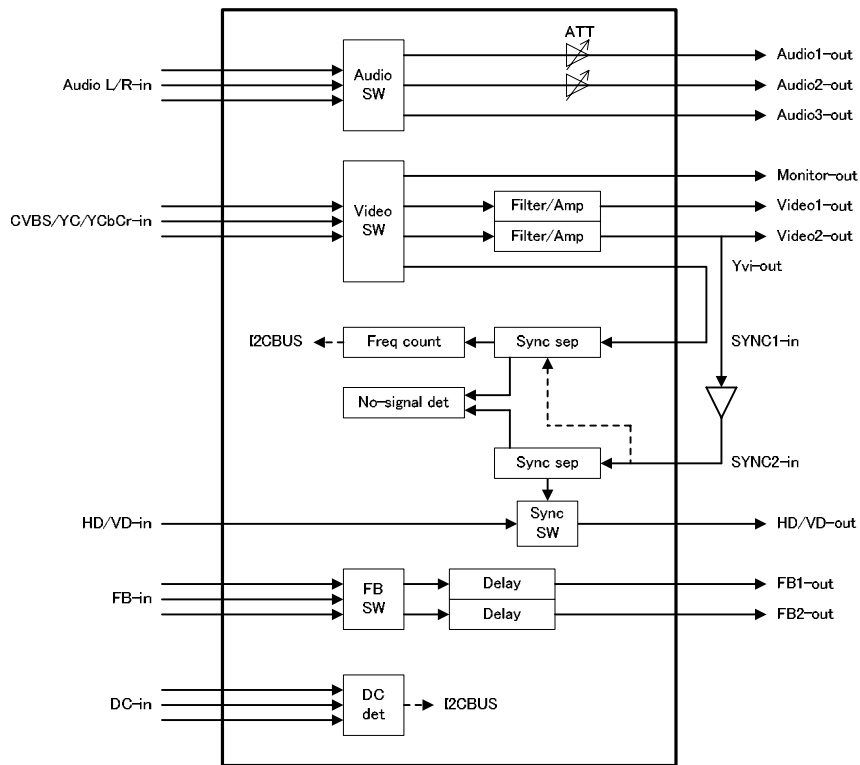 ATT
Audio L/R-in
Audio
SW
Audio1-out
Audio2-out
Audio3-out
CVBS/YC/YCbCr-in
Video
SW
Filter/Amp
Filter/Amp
Monitor-out
Video1-out
Video2-out
Yvi-out
I2CBUS
Freq count
Sync sep
SYNC1-in
No-signal det
Sync sep
SYNC2-in
HD/VD-in
Sync
SW
HD/VD-out
FB-in
FB
SW
Delay
Delay
FB1-out
FB2-out
DC-in
DC
det
I2CBUS